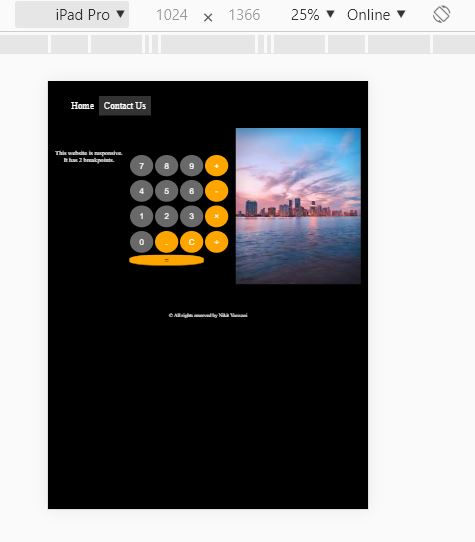 iPad Pro ▼ 1024 × 1366 25% ▼ Online ▼
Home Contact Us
This website is responsive.
It has 2 breakpoints.
7 8 9 +
4 5 6 -
1 2 3 ×
0 . C ÷
=
© All rights reserved by Nikit